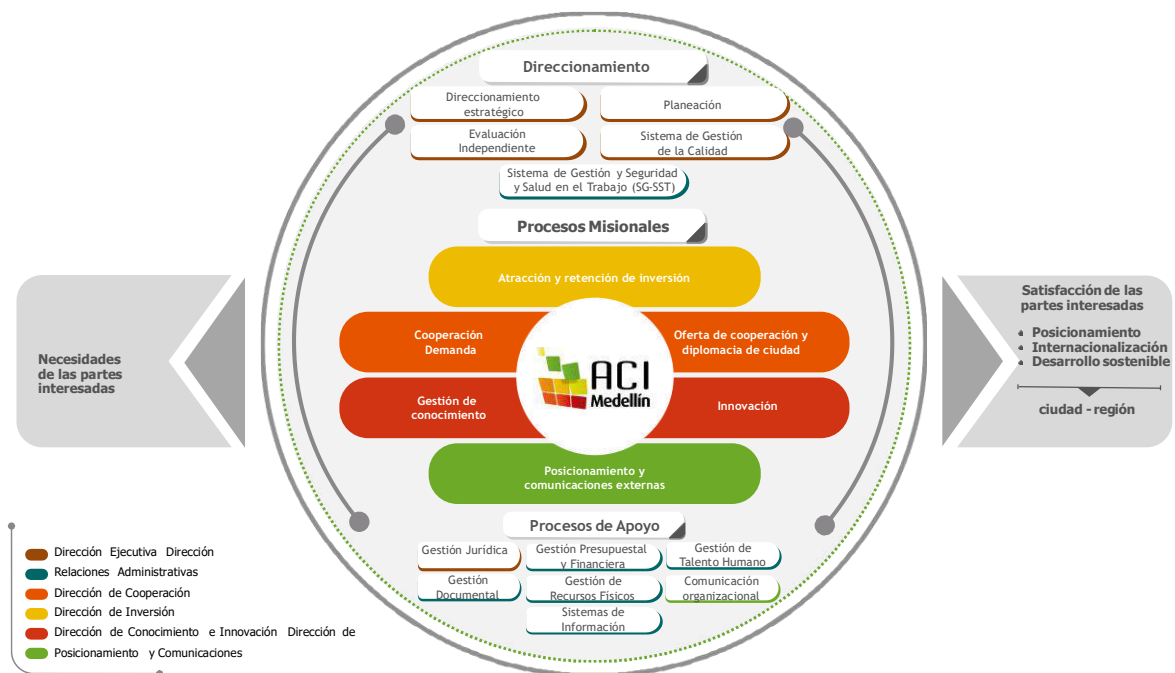 Direccionamiento
Direccionamiento
estratégico
Planeación
Evaluación
Independiente
Sistema de Gestión
de la Calidad
Sistema de Gestión y Seguridad
y Salud en el Trabajo (SG-SST)
Procesos Misionales
Atracción y retención de inversión
Cooperación
Demanda
Oferta de cooperación y
diplomacia de ciudad
ACI
Medellín
Gestión de
conocimiento
Innovación
Posicionamiento y
comunicaciones externas
Procesos de Apoyo
Gestión Jurídica
Gestión Presupuestal
y Financiera
Gestión de
Talento Humano
Gestión
Documental
Gestión de
Recursos Físicos
Comunicación
organizacional
Sistemas de
Información
Necesidades
de las partes
interesadas
Satisfacción de las
partes interesadas
• Posicionamiento
• Internacionalización
• Desarrollo sostenible
ciudad - región
Dirección Ejecutiva Dirección
Relaciones Administrativas
Dirección de Cooperación
Dirección de Inversión
Dirección de Conocimiento e Innovación Dirección de
Posicionamiento y Comunicaciones